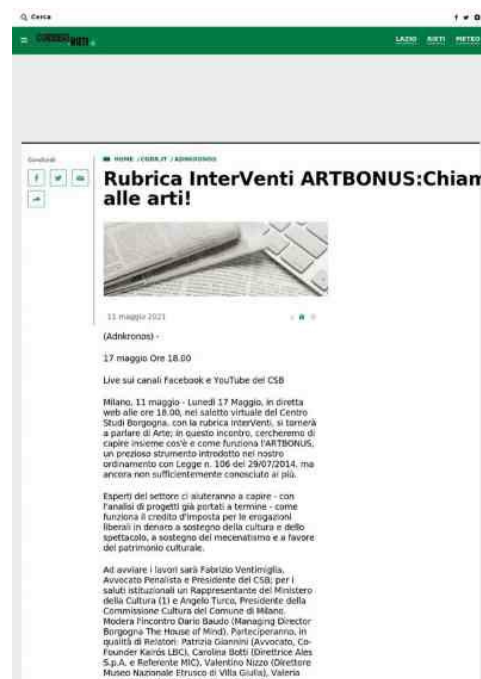 Cerca
LAZIO RIETI METEO
Condividi
HOME / CORR.IT / ADNKRONOS
Rubrica InterVenti ARTBONUS:Chiam
alle arti!
11 maggio 2021
(Adnkronos) -
17 maggio Ore 18.00
Live sui canali Facebook e YouTube del CSB
Milano, 11 maggio - Lunedì 17 Maggio, in diretta
web alle ore 18.00, nel salotto virtuale del Centro
Studi Borgogna, con la rubrica InterVenti, si tornerà
a parlare di Arte; in questo incontro, cercheremo di
capire insieme cos'è e come funziona l'ARTBONUS,
un prezioso strumento introdotto nel nostro
ordinamento con Legge n. 106 del 29/07/2014, ma
ancora non sufficientemente conosciuto ai più.
Esperti del settore ci aiuteranno a capire - con
l'analisi di progetti già portati a termine - come
funziona il credito d'imposta per le erogazioni
liberali in denaro a sostegno della cultura e dello
spettacolo, a sostegno del mecenatismo e a favore
del patrimonio culturale.
Ad avviare i lavori sarà Fabrizio Ventimiglia,
Avvocato Penalista e Presidente del CSB; per i
saluti istituzionali un Rappresentante del Ministero
della Cultura (1) e Angelo Turco, Presidente della
Commissione Cultura del Comune di Milano.
Modera l'incontro Dario Baudo (Managing Director
Borgogna The House of Mind). Parteciperanno, in
qualità di Relatori: Patrizia Giannini (Avvocato, Co-
Founder Kairós LBC), Carolina Botti (Direttrice Ales
S.p.A. e Referente MIC), Valentino Nizzo (Direttore
Museo Nazionale Etrusco di Villa Giulia), Valeria